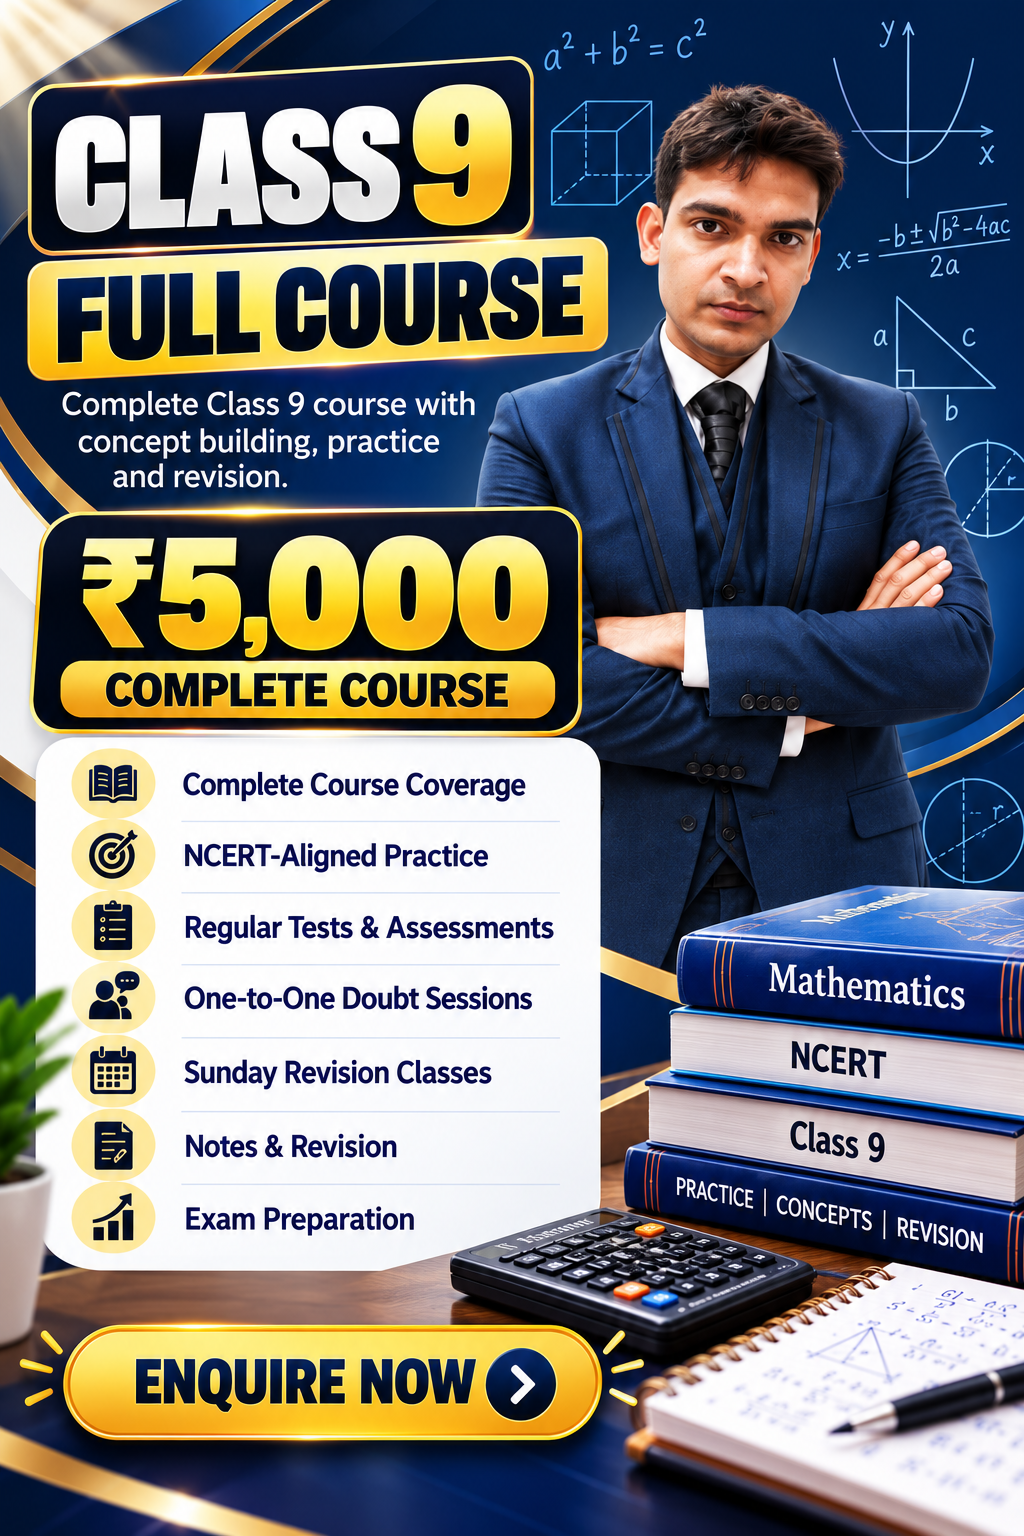 CLASS 9
FULL COURSE
Complete Class 9 course with
concept building, practice
and revision.
₹5,000
COMPLETE COURSE
Complete Course Coverage
NCERT-Aligned Practice
Regular Tests & Assessments
One-to-One Doubt Sessions
Sunday Revision Classes
Notes & Revision
Exam Preparation
ENQUIRE NOW
a² + b² = c²
y
x
x = -b ± √b² - 4ac / 2a
a
c
b
r
r
Mathematics
Mathematics
NCERT
Class 9
PRACTICE | CONCEPTS | REVISION